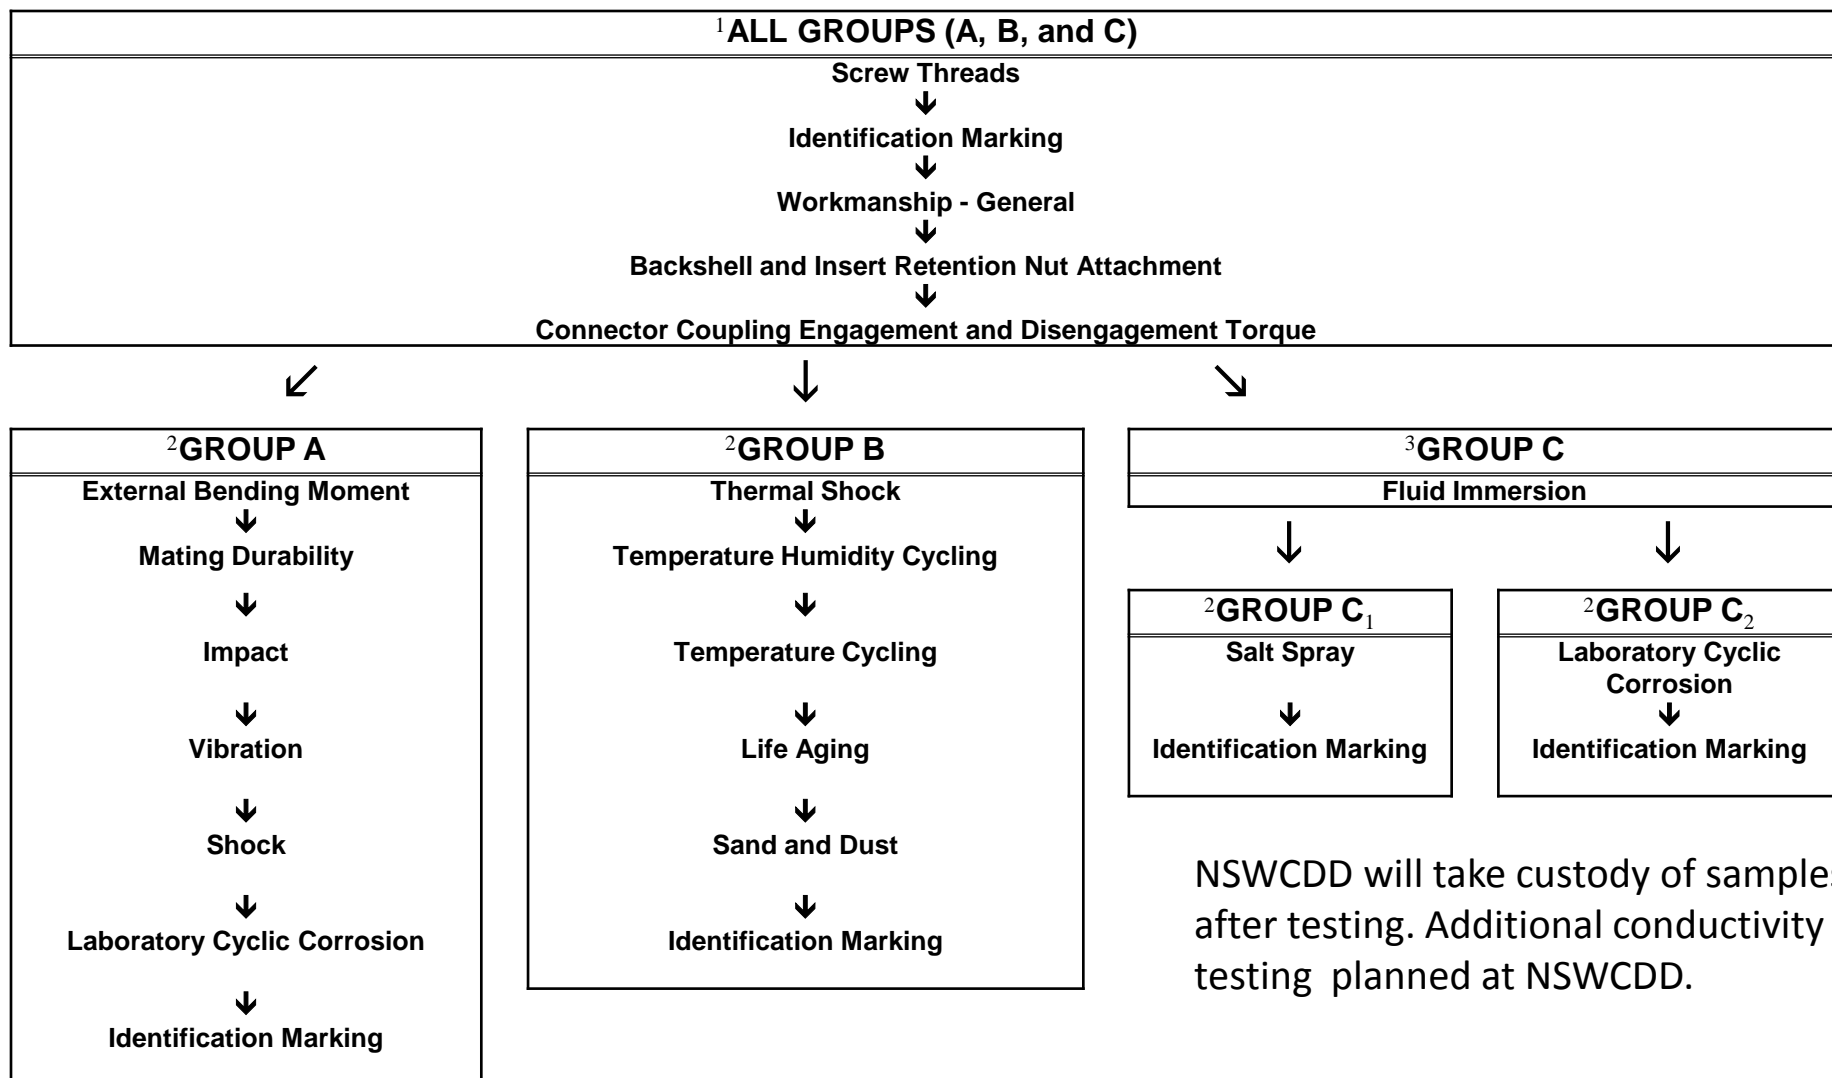 ¹ALL GROUPS (A, B, and C)
Screw Threads
Identification Marking
Workmanship - General
Backshell and Insert Retention Nut Attachment
Connector Coupling Engagement and Disengagement Torque
²GROUP A
External Bending Moment
Mating Durability
Impact
Vibration
Shock
Laboratory Cyclic Corrosion
Identification Marking
²GROUP B
Thermal Shock
Temperature Humidity Cycling
Temperature Cycling
Life Aging
Sand and Dust
Identification Marking
³GROUP C
Fluid Immersion
²GROUP C₁
Salt Spray
Identification Marking
²GROUP C₂
Laboratory Cyclic
Corrosion
Identification Marking
NSWCDD will take custody of samples
after testing. Additional conductivity
testing planned at NSWCDD.